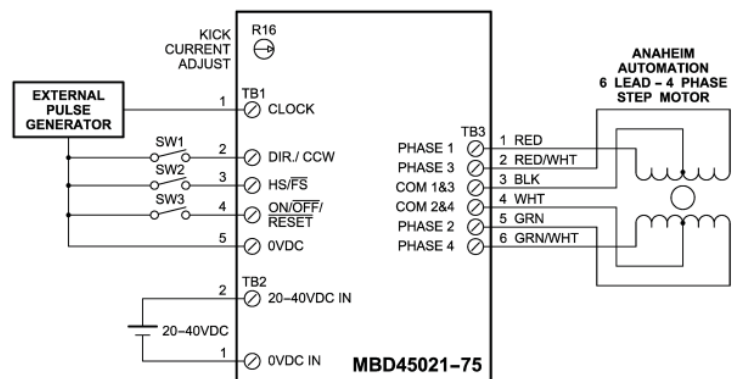 KICK
CURRENT
ADJUST
R16
EXTERNAL
PULSE
GENERATOR
1
TB1
CLOCK
SW1
2
DIR./ CCW
SW2
3
HS/F̅S̅
SW3
4
ON/O̅F̅F̅/
R̅E̅S̅E̅T̅
5
0VDC
2
TB2
20-40VDC IN
20-40VDC
1
0VDC IN
MBD45021-75
TB3
PHASE 1
1 RED
PHASE 3
2 RED/WHT
COM 1&3
3 BLK
COM 2&4
4 WHT
PHASE 2
5 GRN
PHASE 4
6 GRN/WHT
ANAHEIM
AUTOMATION
6 LEAD - 4 PHASE
STEP MOTOR